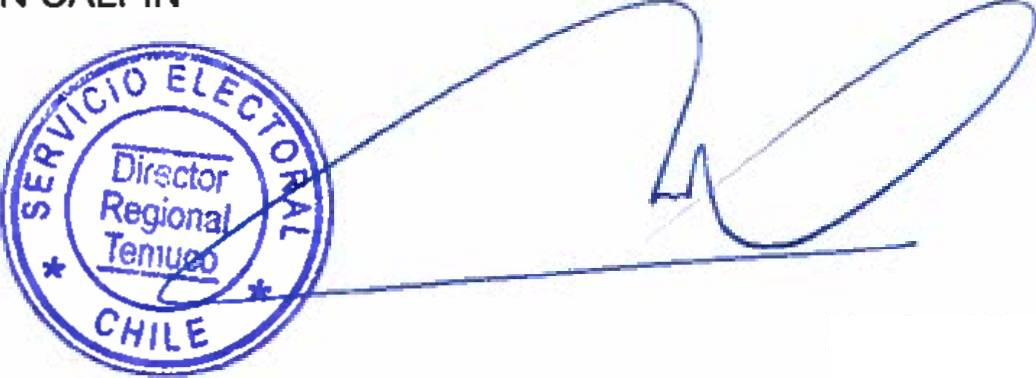 SERVICIO ELECTORAL
Director
Regional
Temuco
* CHILE *